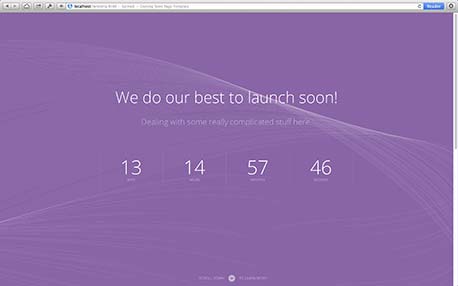 localhost
Coming Soon Page Template
Reader
We do our best to launch soon!
Dealing with some really complicated stuff here
13 14 57 46
DAYS HOURS MINUTES SECONDS
SCROLL DOWN TO LEARN MORE